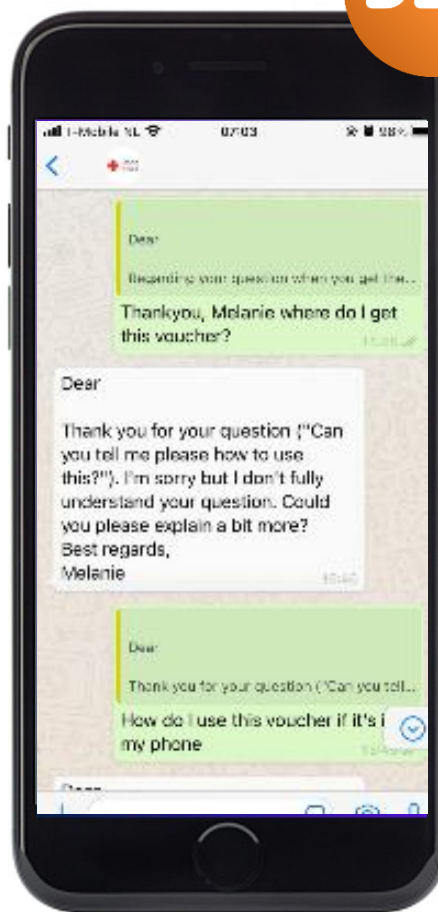 T-Mobile NL 07:03 98%
Dear
Regarding your question when you get the...
Thankyou, Melanie where do I get
this voucher?
Dear
Thank you for your question ("Can
you tell me please how to use
this?"). I'm sorry but I don't fully
understand your question. Could
you please explain a bit more?
Best regards,
Melanie
Dear
Thank you for your question ("Can you tell...
How do I use this voucher if it's i
my phone